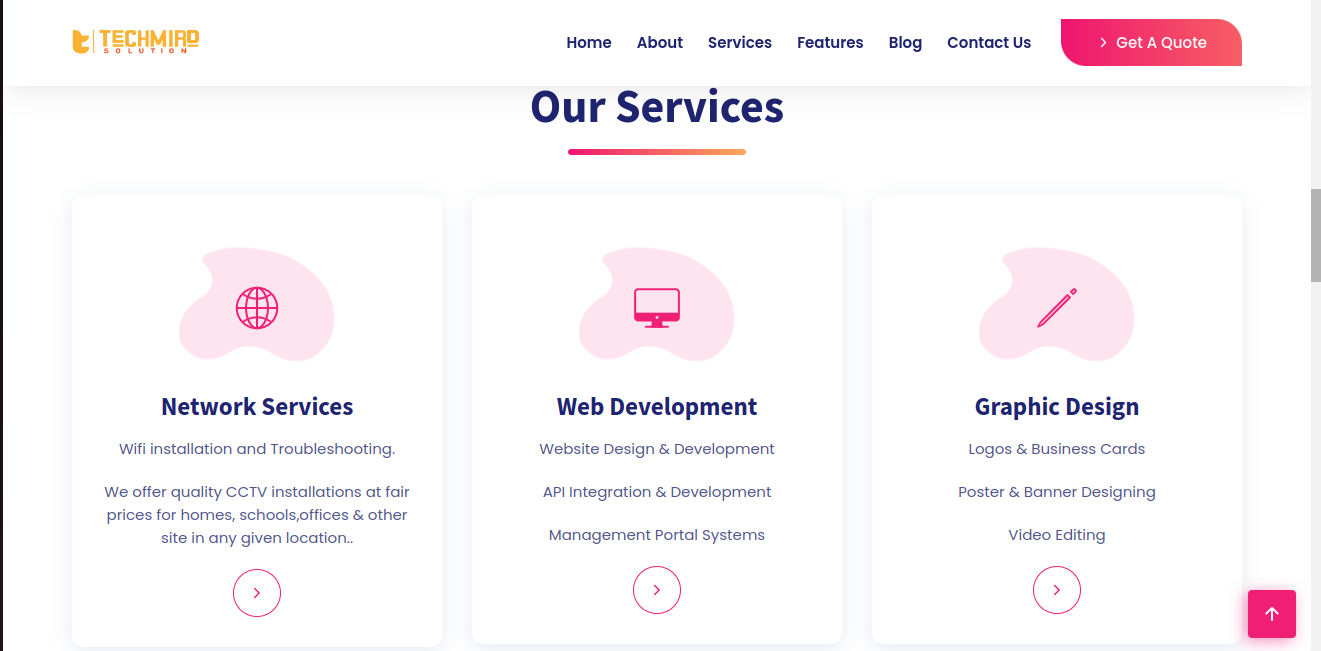 TECHMIRD
SOLUTION
Home About Services Features Blog Contact Us Get A Quote
Our Services
Network Services
Wifi installation and Troubleshooting.
We offer quality CCTV installations at fair
prices for homes, schools,offices & other
site in any given location..
Web Development
Website Design & Development
API Integration & Development
Management Portal Systems
Graphic Design
Logos & Business Cards
Poster & Banner Designing
Video Editing